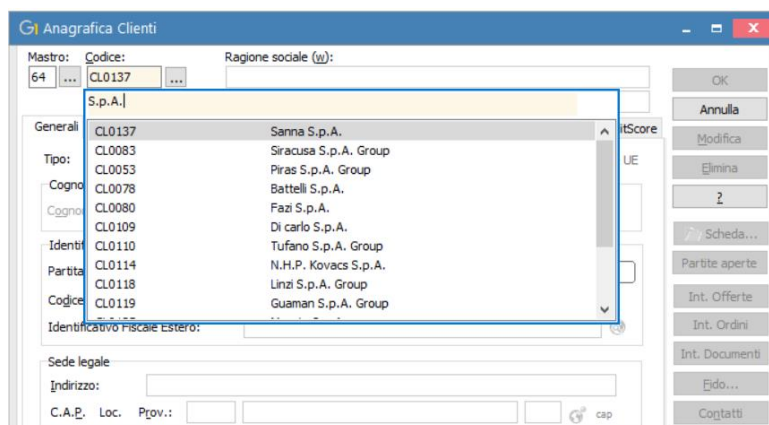 G1 Anagrafica Clienti
Mastro: Codice: Ragione sociale (w):
64 ... CL0137 ...
OK
S.p.A.
Annulla
Generali itScore
CL0137 Sanna S.p.A.
Modifica
CL0083 Siracusa S.p.A. Group
Tipo: UE
CL0053 Piras S.p.A. Group
Elimina
Cogno
CL0078 Battelli S.p.A.
?
Cognor
CL0080 Fazi S.p.A.
CL0109 Di carlo S.p.A.
Scheda...
Identif
CL0110 Tufano S.p.A. Group
Partita
CL0114 N.H.P. Kovacs S.p.A.
Partite aperte
CL0118 Linzi S.p.A. Group
Codice
CL0119 Guaman S.p.A. Group
Int. Offerte
Identificativo Fiscale Estero:
Int. Ordini
Sede legale
Int. Documenti
Indirizzo:
Fido...
C.A.P. Loc. Prov.: cap
Contatti